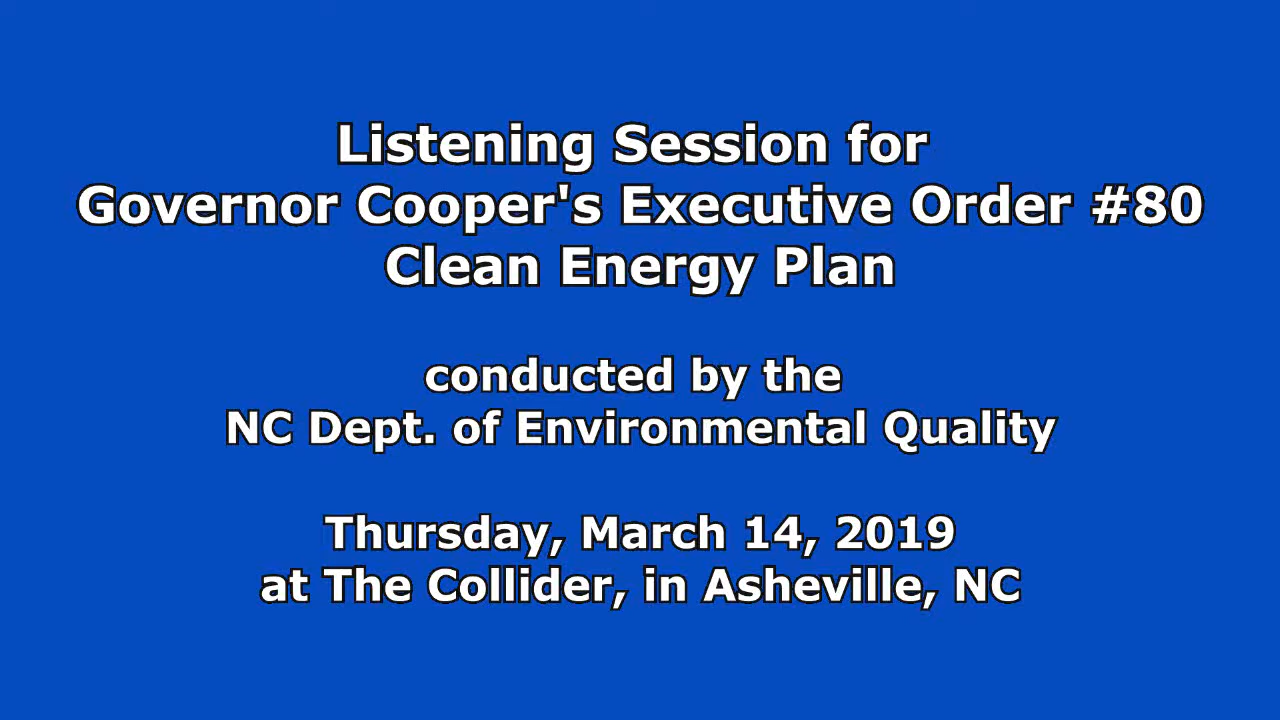 Listening Session for
Governor Cooper's Executive Order #80
Clean Energy Plan
conducted by the
NC Dept. of Environmental Quality
Thursday, March 14, 2019
at The Collider, in Asheville, NC